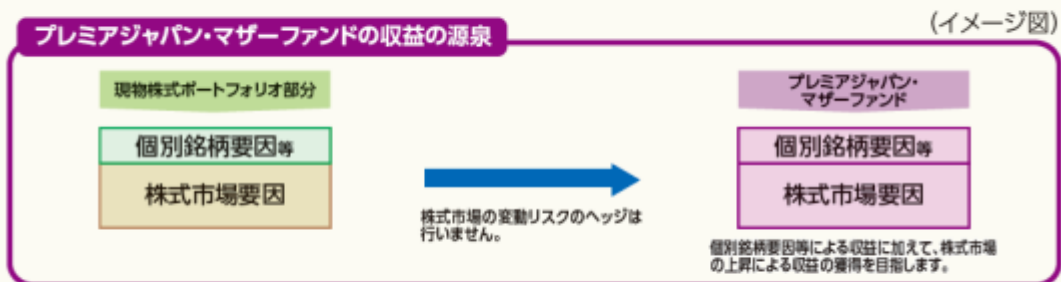 (イメージ図)
プレミアジャパン・マザーファンドの収益の源泉
現物株式ポートフォリオ部分
個別銘柄要因等
株式市場要因
株式市場の変動リスクのヘッジは
行いません。
プレミアジャパン・
マザーファンド
個別銘柄要因等
株式市場要因
個別銘柄要因等による収益に加えて、株式市場
の上昇による収益の獲得を目指します。